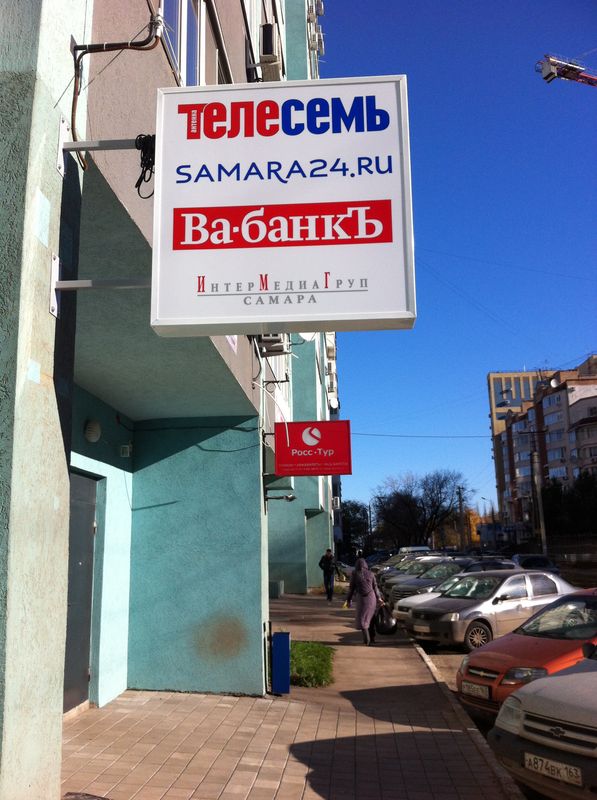 антенна
телесемь
SAMARA24.RU
Ва-банкЪ
ИнтерМедиаГруп
САМАРА
Росс·Тур
А874ВК 163